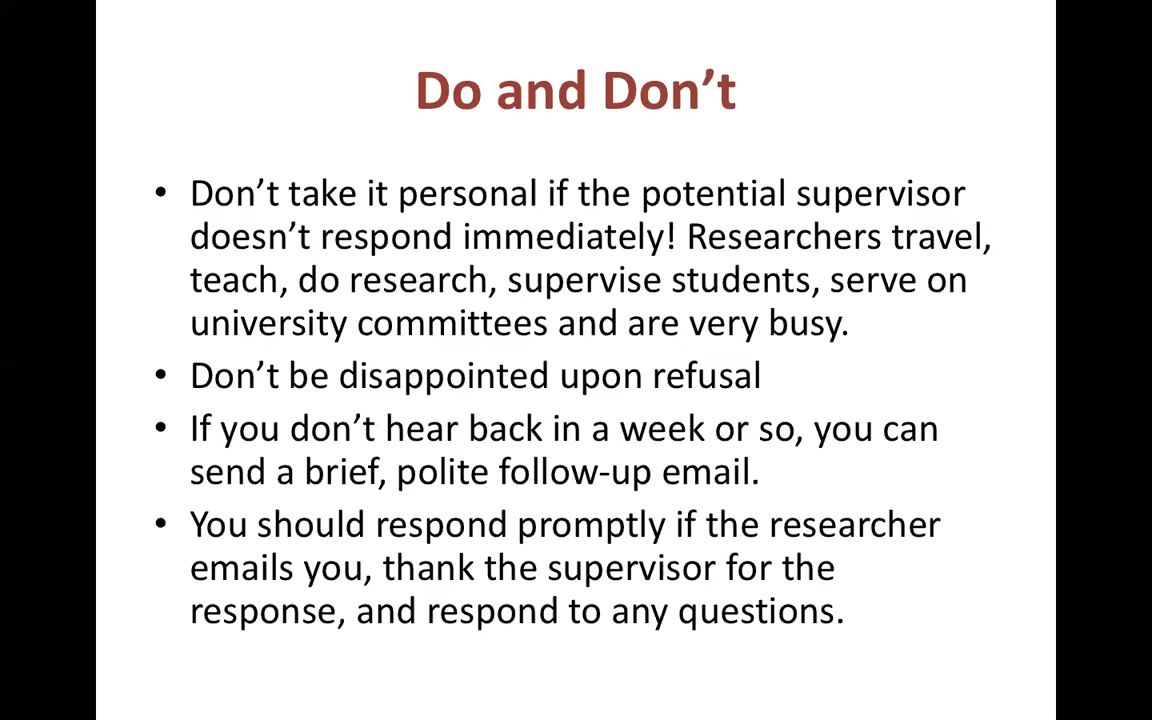 Do and Don’t
• Don’t take it personal if the potential supervisor
doesn’t respond immediately! Researchers travel,
teach, do research, supervise students, serve on
university committees and are very busy.
• Don’t be disappointed upon refusal
• If you don’t hear back in a week or so, you can
send a brief, polite follow-up email.
• You should respond promptly if the researcher
emails you, thank the supervisor for the
response, and respond to any questions.